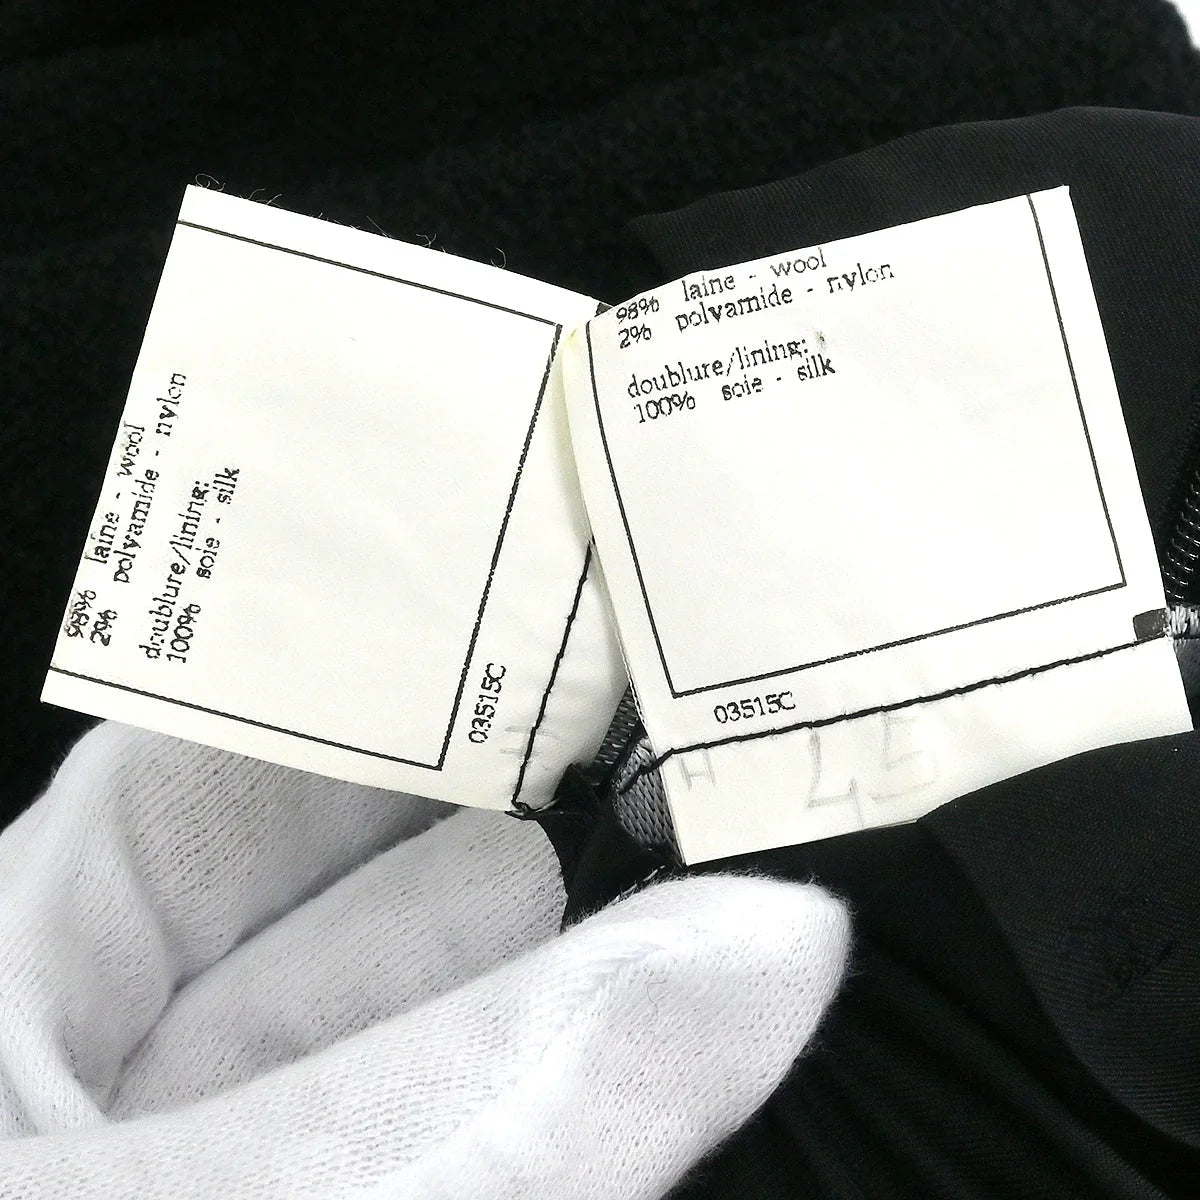 98% laine - wool
2% polyamide - nylon
doublure/lining:
100% soie - silk
03515C
98% laine - wool
2% polyamide - nylon
doublure/lining:
100% soie - silk
03515C
H 45